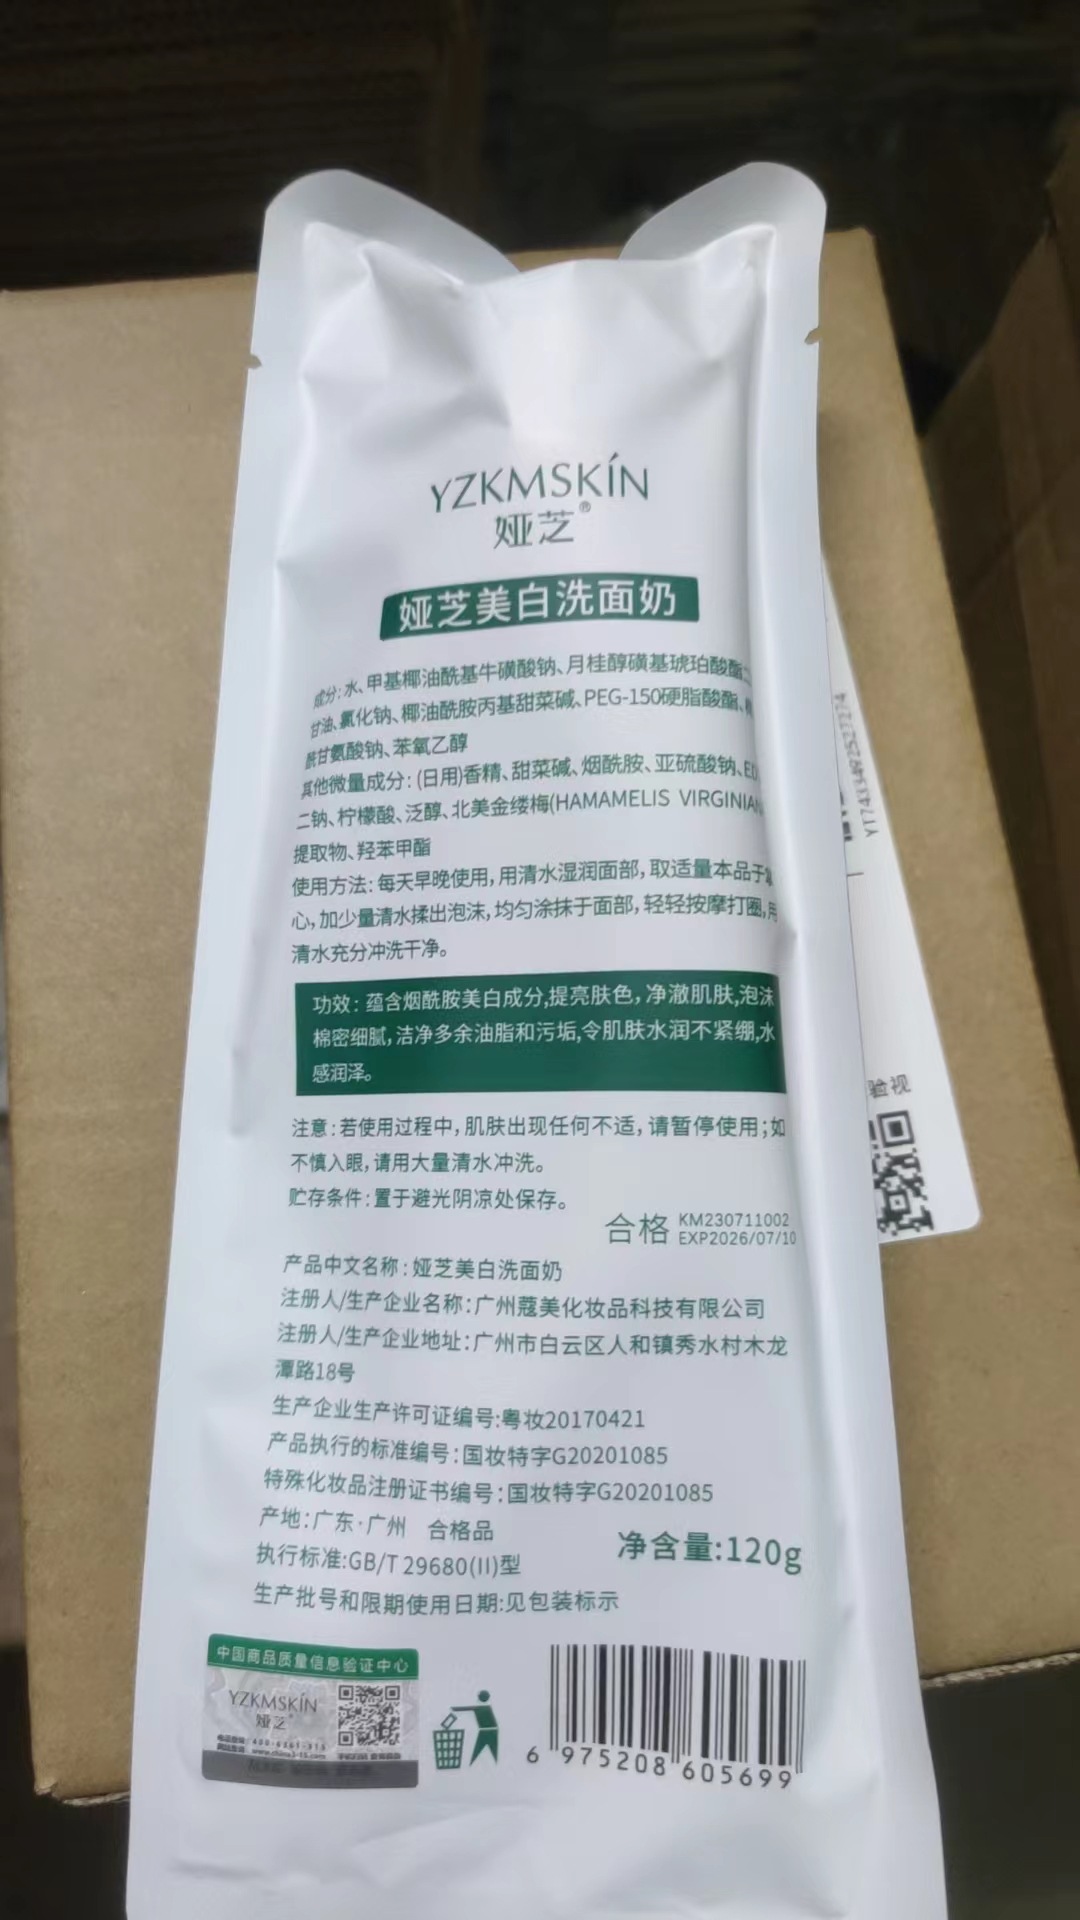 YZKMSKÍN
娅芝®
娅芝美白洗面奶
成分：水、甲基椰油酰基牛磺酸钠、月桂醇磺基琥珀酸酯二
甘油、氯化钠、椰油酰胺丙基甜菜碱、PEG-150硬脂酸酯、椰
酰甘氨酸钠、苯氧乙醇
其他微量成分：(日用)香精、甜菜碱、烟酰胺、亚硫酸钠、ED
二钠、柠檬酸、泛醇、北美金缕梅(HAMAMELIS VIRGINIAN
提取物、羟苯甲酯
使用方法：每天早晚使用，用清水湿润面部，取适量本品于掌
心，加少量清水揉出泡沫，均匀涂抹于面部，轻轻按摩打圈，用
清水充分冲洗干净。
功效：蕴含烟酰胺美白成分,提亮肤色，净澈肌肤,泡沫
棉密细腻，洁净多余油脂和污垢,令肌肤水润不紧绷,水
感润泽。
注意：若使用过程中，肌肤出现任何不适，请暂停使用；如
不慎入眼，请用大量清水冲洗。
贮存条件：置于避光阴凉处保存。
合格 KM230711002
EXP2026/07/10
产品中文名称：娅芝美白洗面奶
注册人/生产企业名称：广州蔻美化妆品科技有限公司
注册人/生产企业地址：广州市白云区人和镇秀水村木龙
潭路18号
生产企业生产许可证编号:粤妆20170421
产品执行的标准编号：国妆特字G20201085
特殊化妆品注册证书编号：国妆特字G20201085
产地：广东·广州 合格品
净含量:120g
执行标准:GB/T 29680(II)型
生产批号和限期使用日期:见包装标示
中国商品质量信息验证中心
YZKMSKÍN
娅芝®
www.china3-15.com
6 975208 605699
验视